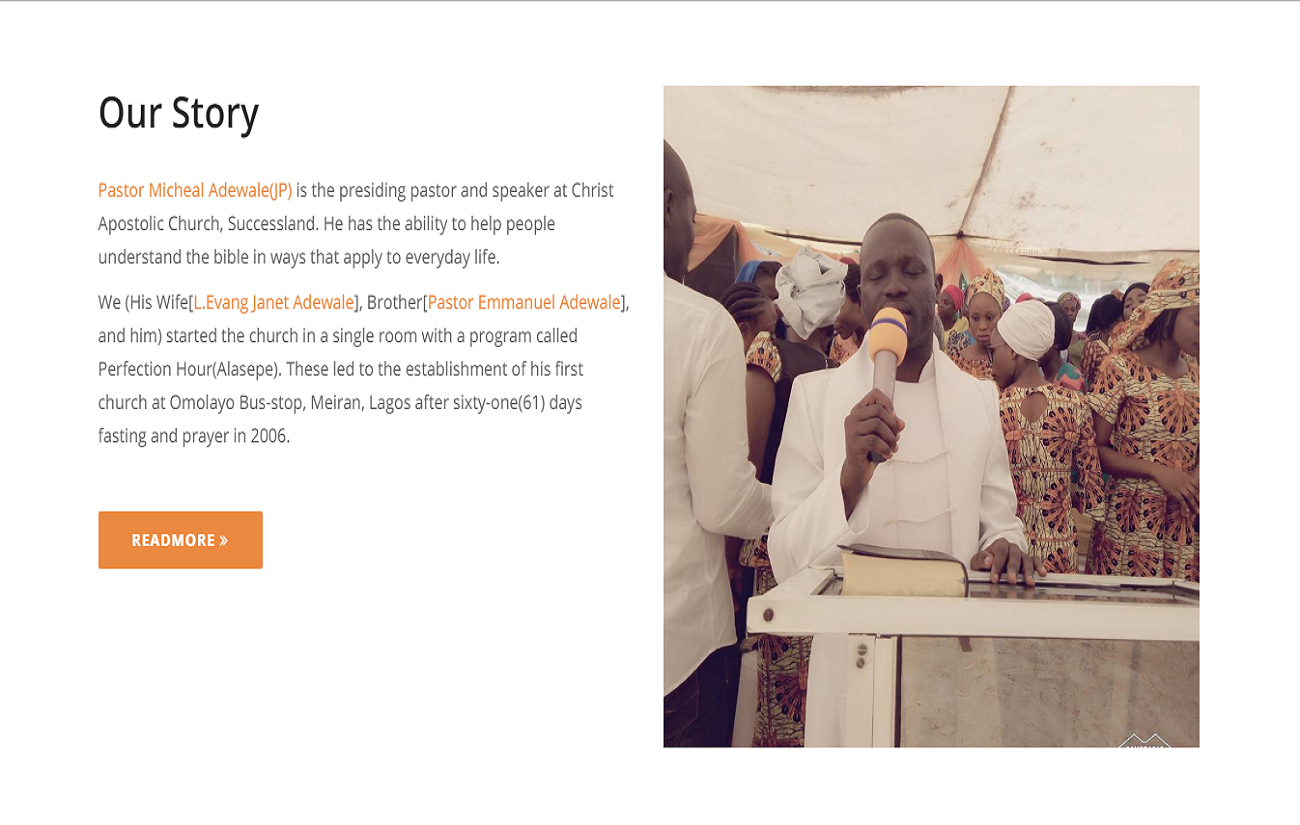 Our Story
Pastor Micheal Adewale(JP) is the presiding pastor and speaker at Christ
Apostolic Church, Successland. He has the ability to help people
understand the bible in ways that apply to everyday life.
We (His Wife[L.Evang Janet Adewale], Brother[Pastor Emmanuel Adewale],
and him) started the church in a single room with a program called
Perfection Hour(Alasepe). These led to the establishment of his first
church at Omolayo Bus-stop, Meiran, Lagos after sixty-one(61) days
fasting and prayer in 2006.
READMORE »